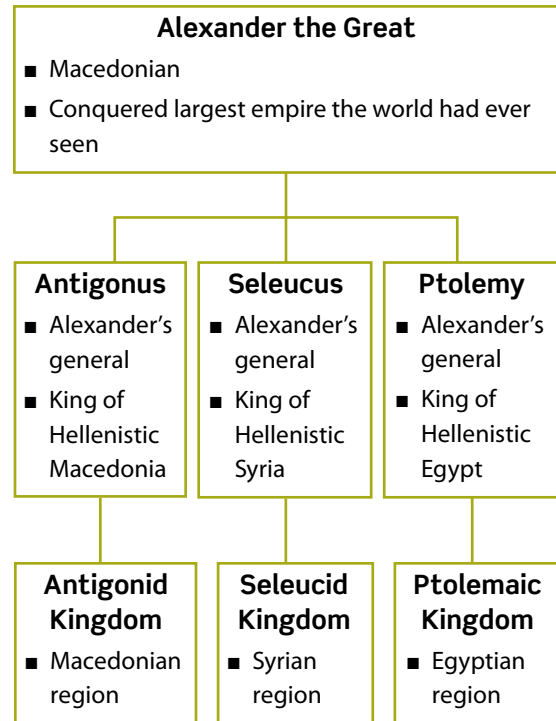 Alexander the Great
■ Macedonian
■ Conquered largest empire the world had ever
seen
Antigonus
■ Alexander’s
general
■ King of
Hellenistic
Macedonia
Seleucus
■ Alexander’s
general
■ King of
Hellenistic
Syria
Ptolemy
■ Alexander’s
general
■ King of
Hellenistic
Egypt
Antigonid
Kingdom
■ Macedonian
region
Seleucid
Kingdom
■ Syrian
region
Ptolemaic
Kingdom
■ Egyptian
region